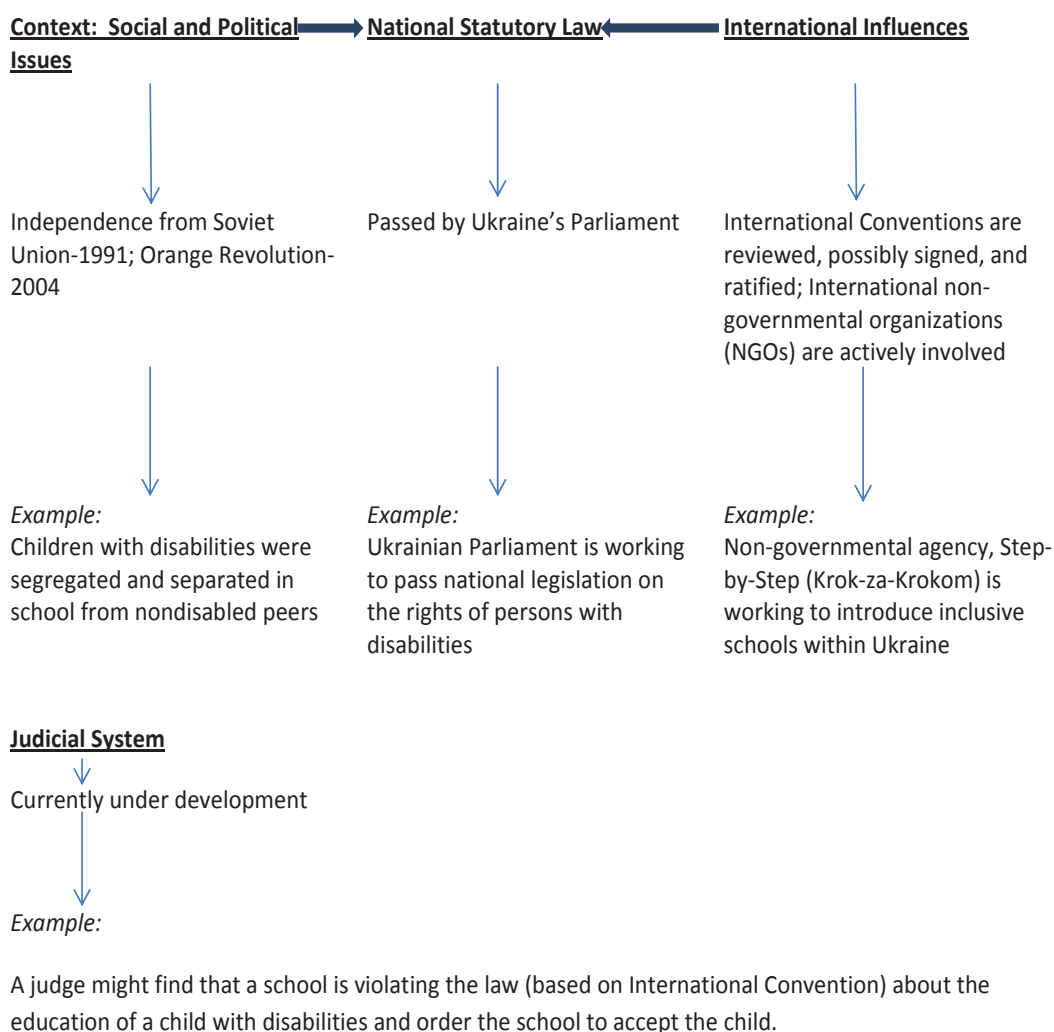 Context:  Social and Political
Issues
National Statutory Law
International Influences
Independence from Soviet
Union-1991; Orange Revolution-
2004
Passed by Ukraine’s Parliament
International Conventions are
reviewed, possibly signed, and
ratified; International non-
governmental organizations
(NGOs) are actively involved
Example:
Children with disabilities were
segregated and separated in
school from nondisabled peers
Example:
Ukrainian Parliament is working
to pass national legislation on
the rights of persons with
disabilities
Example:
Non-governmental agency, Step-
by-Step (Krok-za-Krokom) is
working to introduce inclusive
schools within Ukraine
Judicial System
Currently under development
Example:
A judge might find that a school is violating the law (based on International Convention) about the
education of a child with disabilities and order the school to accept the child.